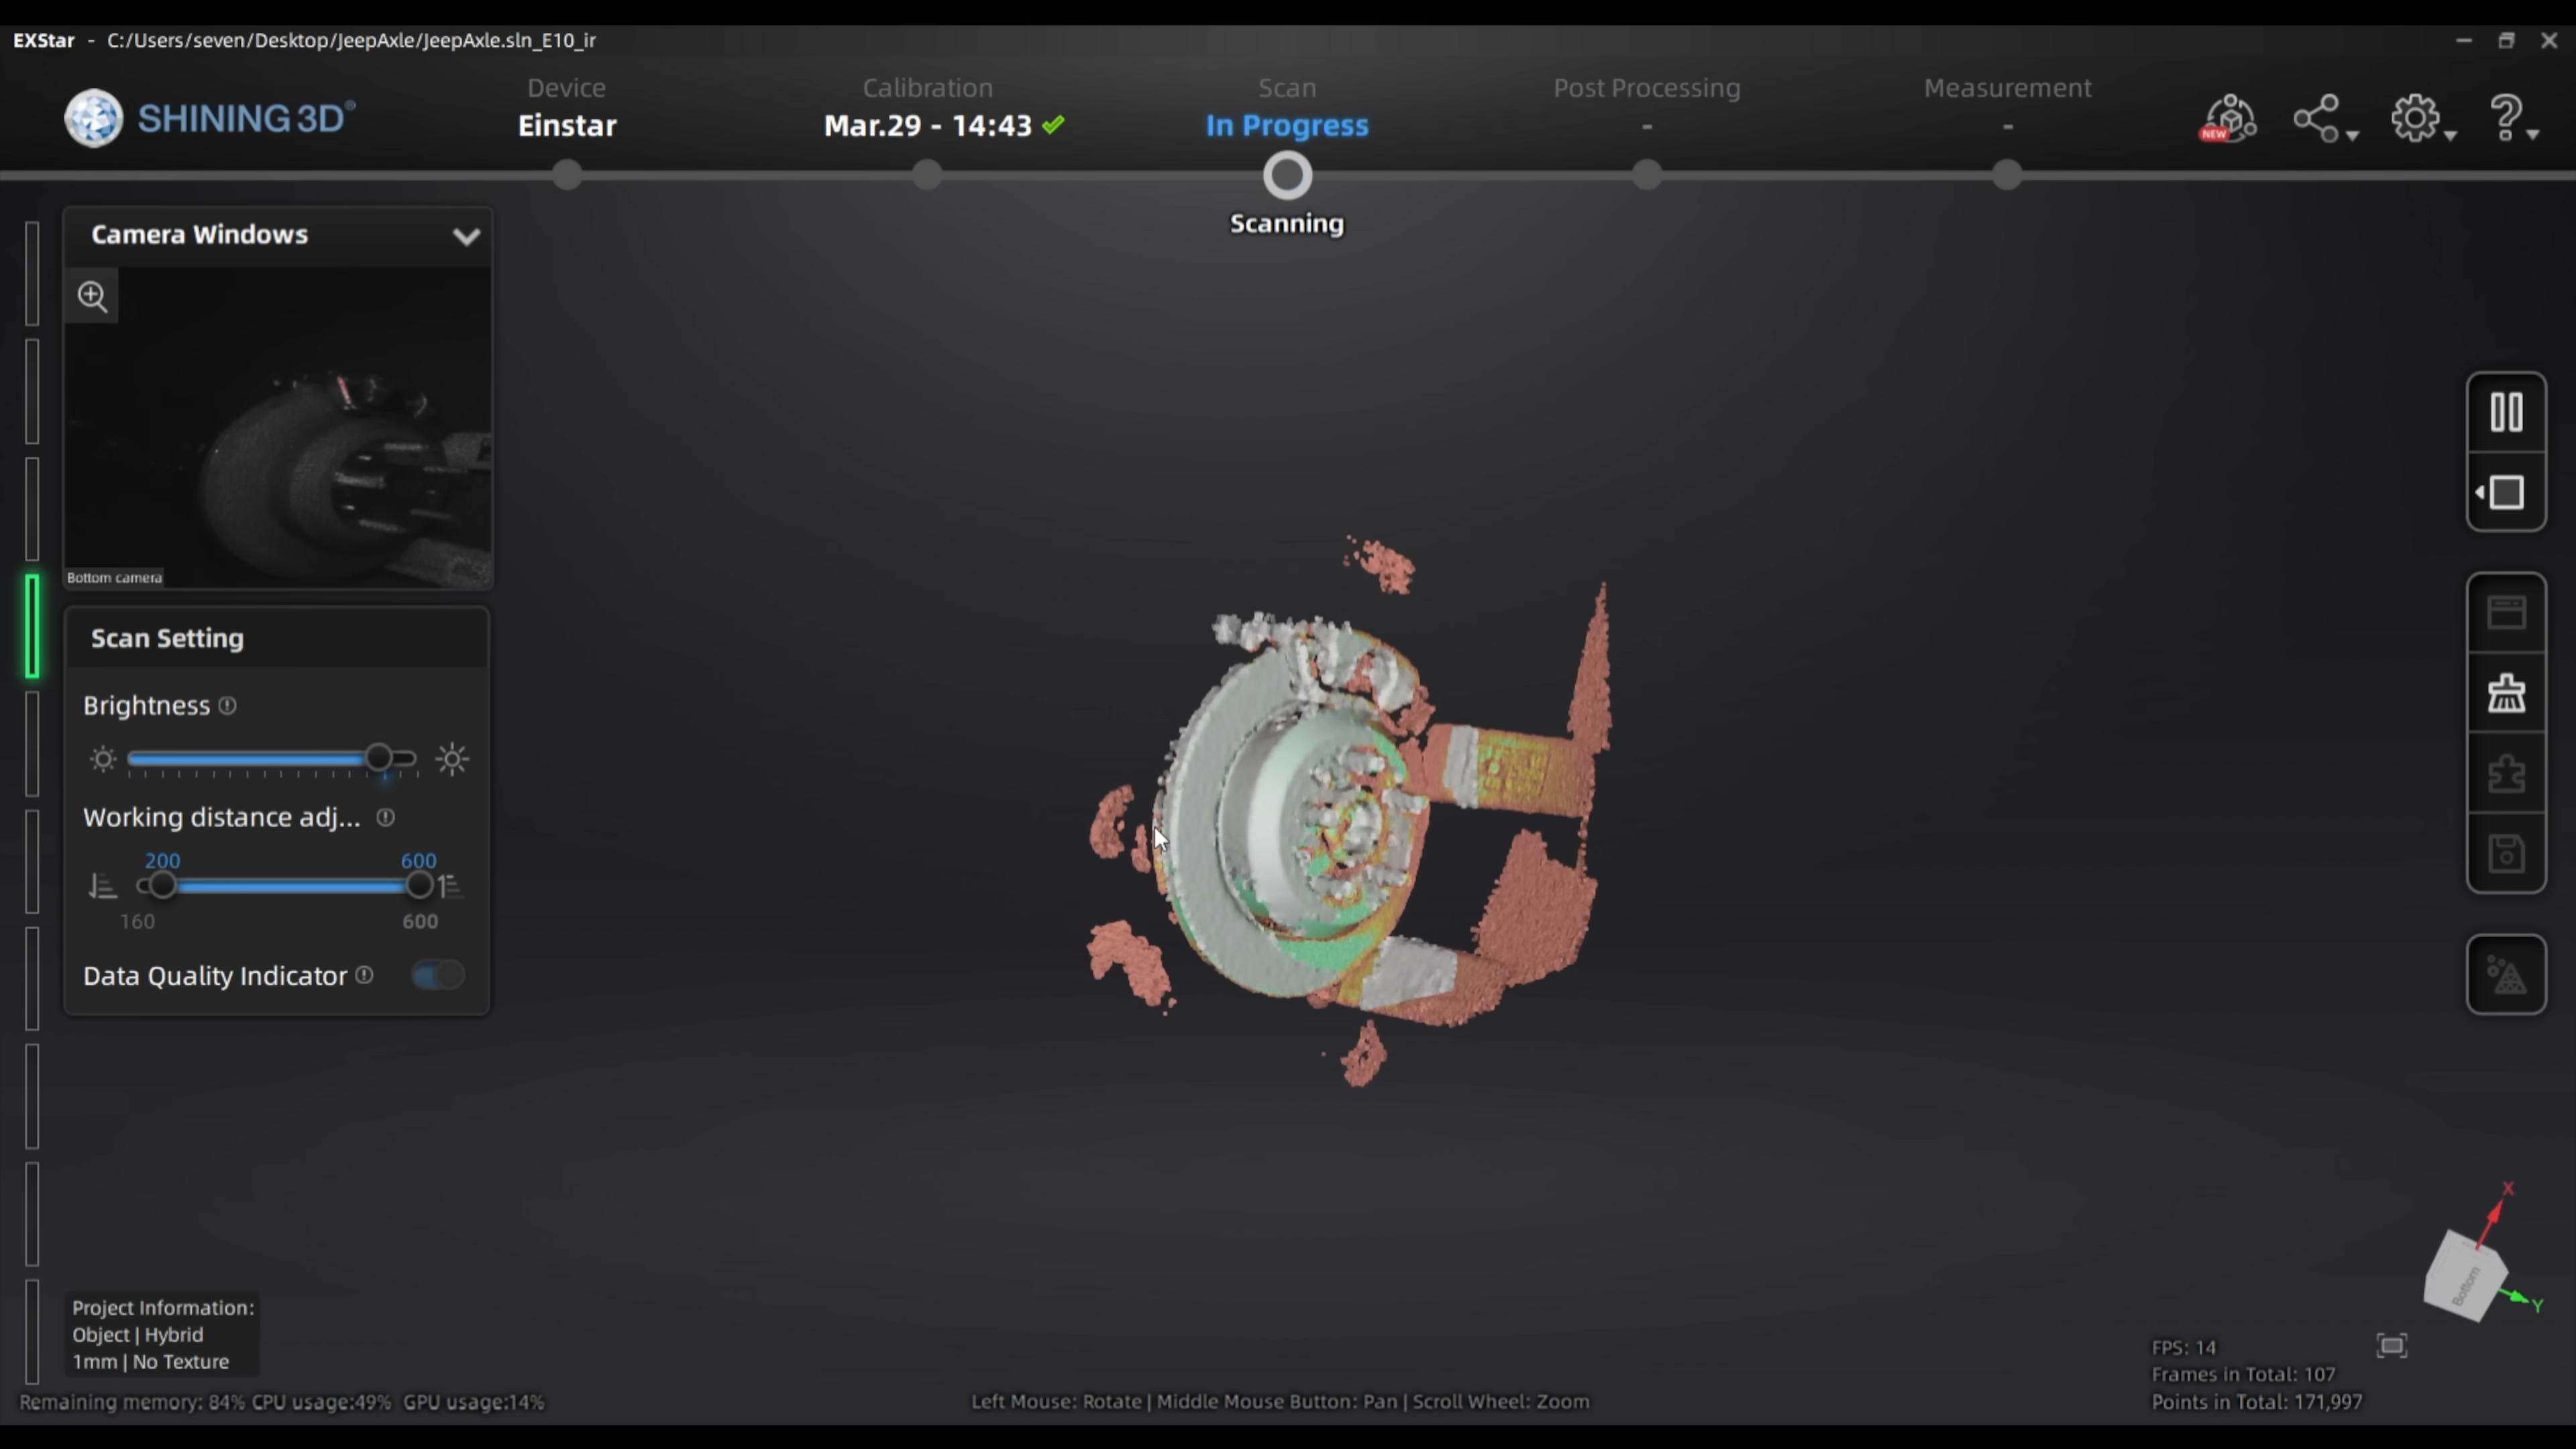 EXStar - C:/Users/seven/Desktop/JeepAxle/JeepAxle.sln_E10_ir
SHINING 3D®
Device
Einstar
Calibration
Mar.29 - 14:43
Scan
In Progress
Scanning
Post Processing
-
Measurement
-
NEW
Camera Windows
Bottom camera
Scan Setting
Brightness
Working distance adj...
200 600
160 600
Data Quality Indicator
Project Information:
Object | Hybrid
1mm | No Texture
Remaining memory: 84% CPU usage:49% GPU usage:14%
Left Mouse: Rotate | Middle Mouse Button: Pan | Scroll Wheel: Zoom
X
Bottom
Y
FPS: 14
Frames in Total: 107
Points in Total: 171,997